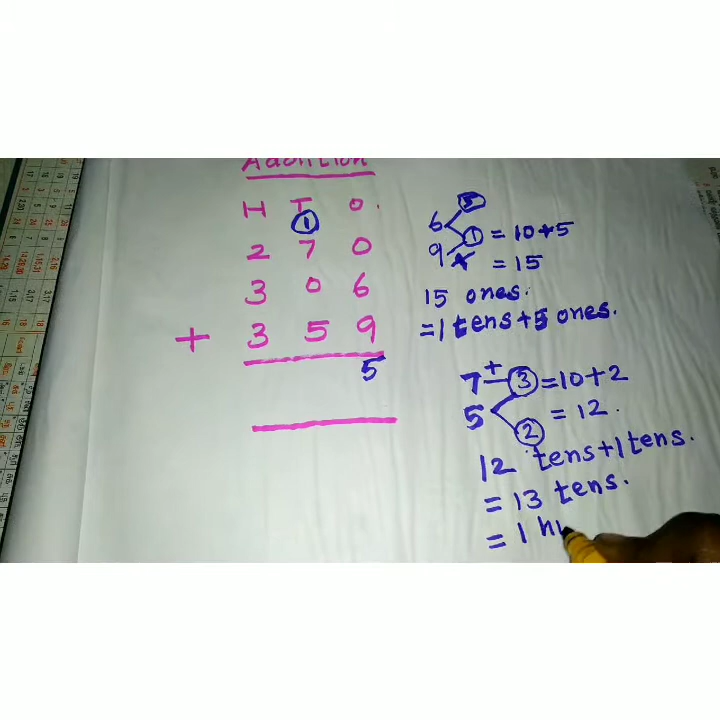 Addition
H T O.
1
2 7 0
3 0 6
+ 3 5 9
5
6 5
9 1 = 10+5
= 15
15 ones.
=1 tens+5 ones.
7 + 3 =10+2
5 = 12.
2
12 tens+1 tens.
= 13 tens.
= 1 hu